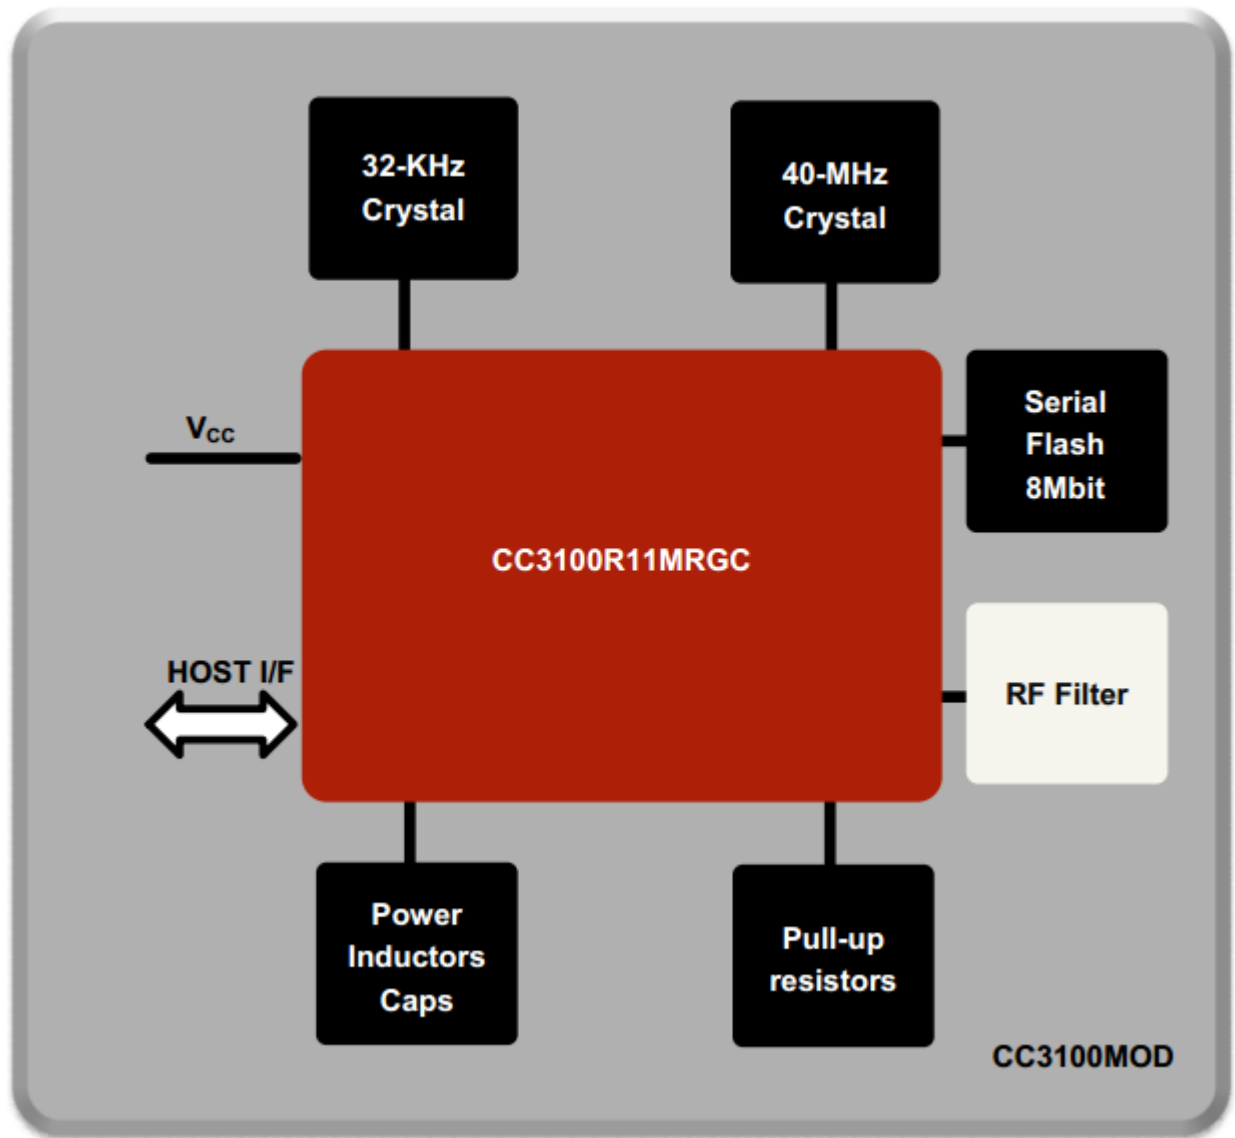 32-KHz
Crystal
40-MHz
Crystal
Serial
Flash
8Mbit
VCC
CC3100R11MRGC
HOST I/F
RF Filter
Power
Inductors
Caps
Pull-up
resistors
CC3100MOD